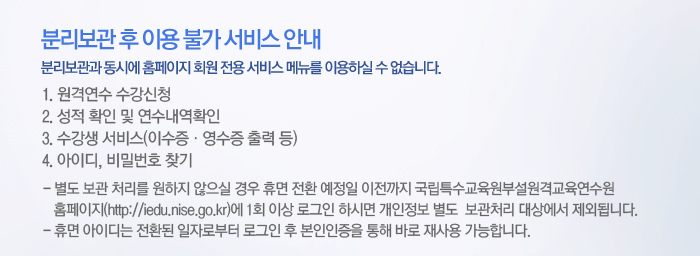 분리보관 후 이용 불가 서비스 안내
분리보관과 동시에 홈페이지 회원 전용 서비스 메뉴를 이용하실 수 없습니다.
1. 원격연수 수강신청
2. 성적 확인 및 연수내역확인
3. 수강생 서비스(이수증 · 영수증 출력 등)
4. 아이디, 비밀번호 찾기
- 별도 보관 처리를 원하지 않으실 경우 휴면 전환 예정일 이전까지 국립특수교육원부설원격교육연수원
홈페이지(http://iedu.nise.go.kr)에 1회 이상 로그인 하시면 개인정보 별도 보관처리 대상에서 제외됩니다.
- 휴면 아이디는 전환된 일자로부터 로그인 후 본인인증을 통해 바로 재사용 가능합니다.